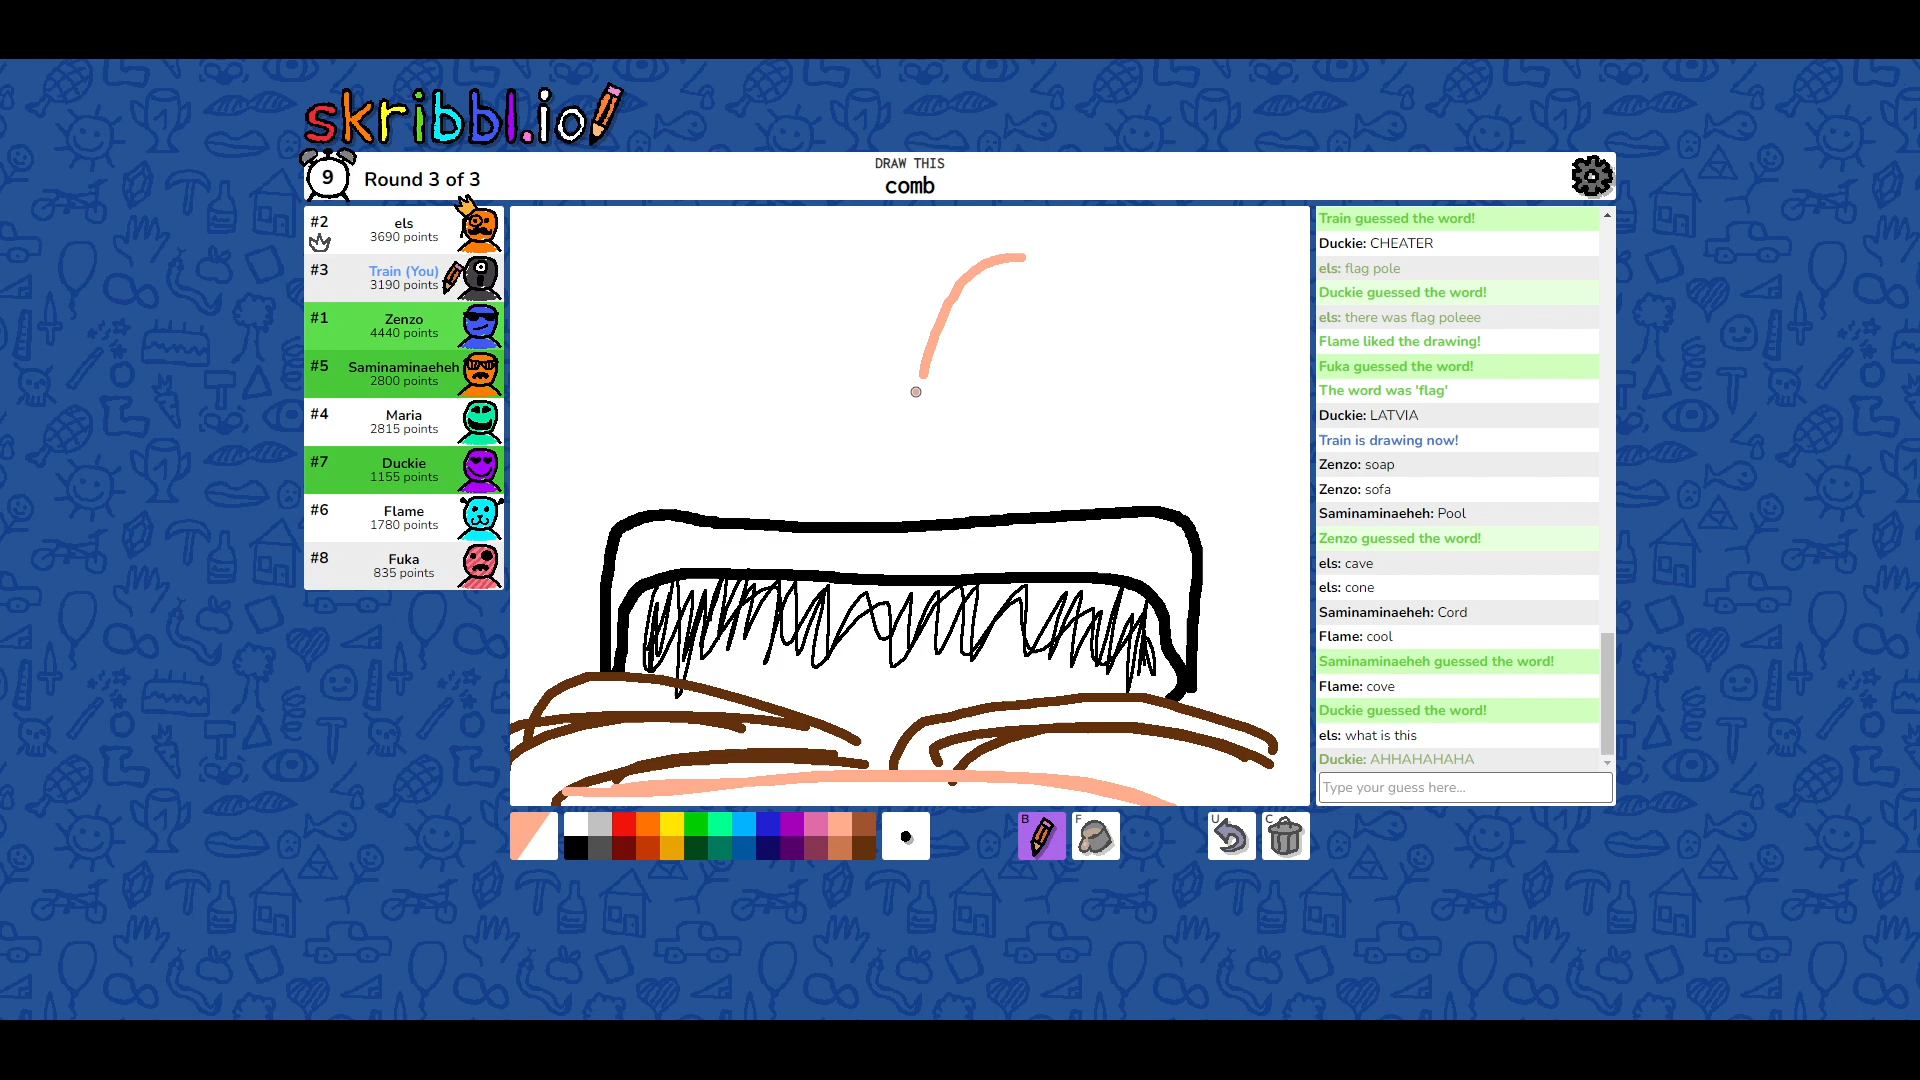 skribbl.io
9
Round 3 of 3
DRAW THIS
comb
#2
els
3690 points
#3
Train (You)
3190 points
#1
Zenzo
4440 points
#5
Saminaminaeheh
2800 points
#4
Maria
2815 points
#7
Duckie
1155 points
#6
Flame
1780 points
#8
Fuka
835 points
Train guessed the word!
Duckie: CHEATER
els: flag pole
Duckie guessed the word!
els: there was flag poleee
Flame liked the drawing!
Fuka guessed the word!
The word was 'flag'
Duckie: LATVIA
Train is drawing now!
Zenzo: soap
Zenzo: sofa
Saminaminaeheh: Pool
Zenzo guessed the word!
els: cave
els: cone
Saminaminaeheh: Cord
Flame: cool
Saminaminaeheh guessed the word!
Flame: cove
Duckie guessed the word!
els: what is this
Duckie: AHHAHAHAHA
Type your guess here...
B
F
U
C